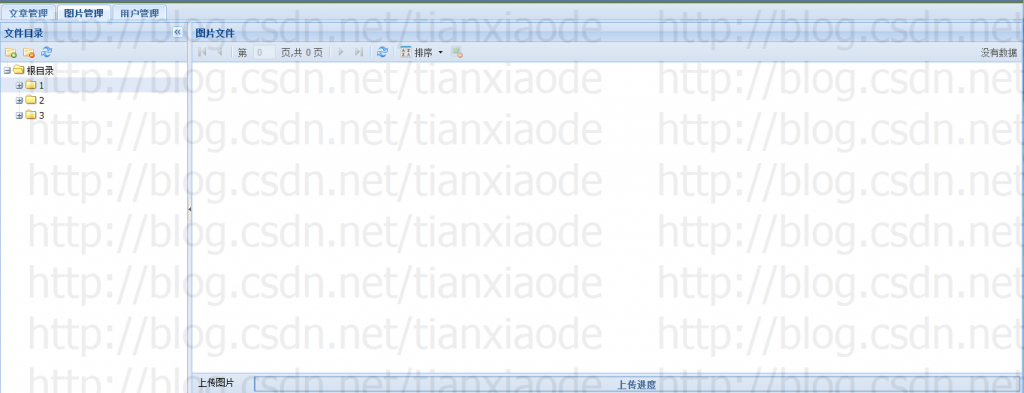 文章管理 图片管理 用户管理
文件目录 图片文件
第 0 页,共 0 页 排序 没有数据
根目录
1
2
3
http://blog.csdn.net/tianxiaode http://blog.csdn.net/
http://blog.csdn.net/tianxiaode http://blog.csdn.net/
http://blog.csdn.net/tianxiaode http://blog.csdn.net/
http://blog.csdn.net/tianxiaode http://blog.csdn.net/
http://blog.csdn.net/tianxiaode http://blog.csdn.net/
http://blog.csdn.net/tianxiaode http://blog.csdn.net/
http://blog.csdn.net/tianxiaode http://blog.csdn.net/
http://blog.csdn.net/tianxiaode http://blog.csdn.net/
上传图片 上传进度